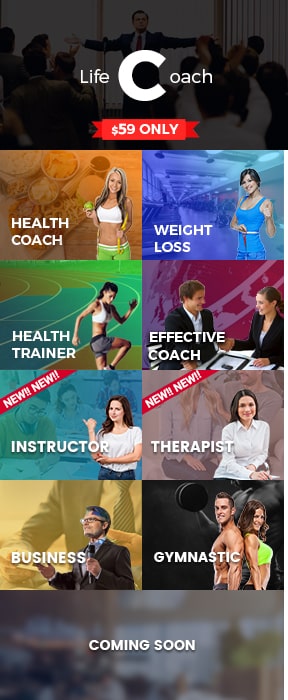 Life Coach
$59 ONLY
HEALTH
COACH
WEIGHT
LOSS
HEALTH
TRAINER
EFFECTIVE
COACH
NEW!! NEW!!
INSTRUCTOR
NEW!! NEW!!
THERAPIST
BUSINESS
GYMNASTIC
COMING SOON